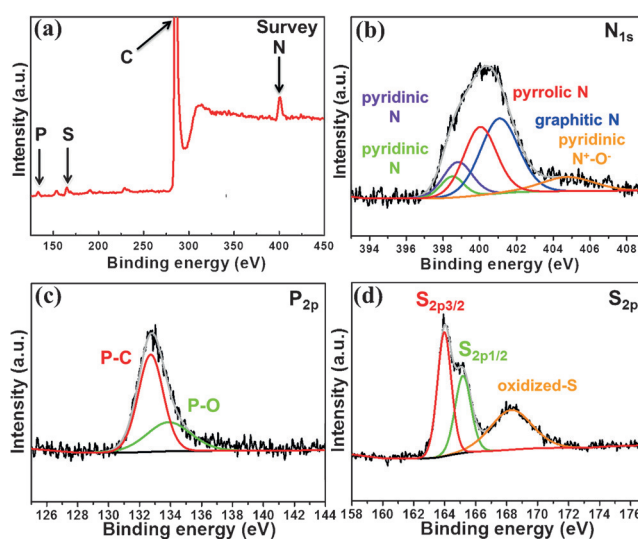 (a)
Survey
C
N
P
S
Intensity (a.u.)
150 200 250 300 350 400 450
Binding energy (eV)
(b)
N1s
pyridinic
N
pyrrolic N
graphitic N
pyridinic
N
pyridinic
N+-O-
Intensity (a.u.)
394 396 398 400 402 404 406 408
Binding energy (eV)
(c)
P2p
P-C
P-O
Intensity (a.u.)
126 128 130 132 134 136 138 140 142 144
Binding energy (eV)
(d)
S2p3/2
S2p
S2p1/2
oxidized-S
Intensity (a.u.)
158 162 165 168 170 172 174 176
Binding energy (eV)